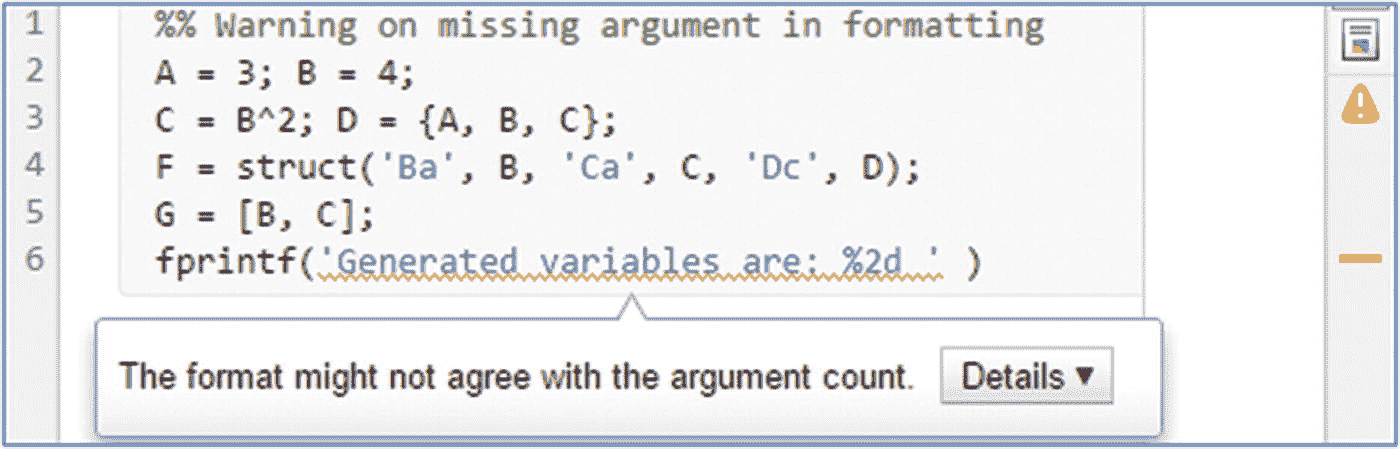 1 %% Warning on missing argument in formatting
2 A = 3; B = 4;
3 C = B^2; D = {A, B, C};
4 F = struct('Ba', B, 'Ca', C, 'Dc', D);
5 G = [B, C];
6 fprintf('Generated variables are: %2d ' )
The format might not agree with the argument count. Details ▼